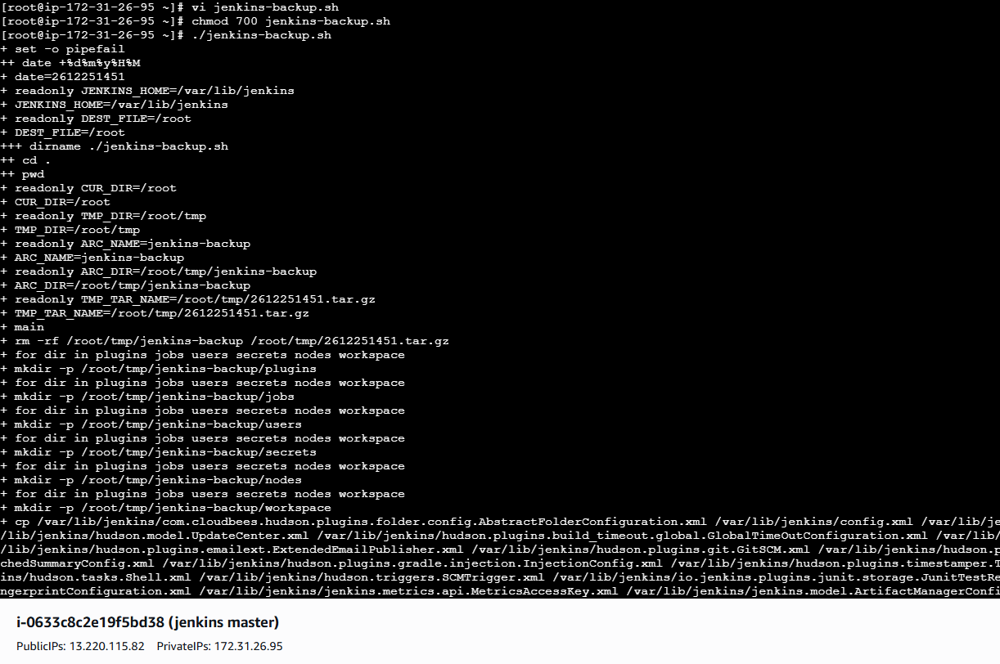 [root@ip-172-31-26-95 ~]# vi jenkins-backup.sh
[root@ip-172-31-26-95 ~]# chmod 700 jenkins-backup.sh
[root@ip-172-31-26-95 ~]# ./jenkins-backup.sh
+ set -o pipefail
++ date +%d%m%y%H%M
+ date=2612251451
+ readonly JENKINS_HOME=/var/lib/jenkins
+ JENKINS_HOME=/var/lib/jenkins
+ readonly DEST_FILE=/root
+ DEST_FILE=/root
+++ dirname ./jenkins-backup.sh
++ cd .
++ pwd
+ readonly CUR_DIR=/root
+ CUR_DIR=/root
+ readonly TMP_DIR=/root/tmp
+ TMP_DIR=/root/tmp
+ readonly ARC_NAME=jenkins-backup
+ ARC_NAME=jenkins-backup
+ readonly ARC_DIR=/root/tmp/jenkins-backup
+ ARC_DIR=/root/tmp/jenkins-backup
+ readonly TMP_TAR_NAME=/root/tmp/2612251451.tar.gz
+ TMP_TAR_NAME=/root/tmp/2612251451.tar.gz
+ main
+ rm -rf /root/tmp/jenkins-backup /root/tmp/2612251451.tar.gz
+ for dir in plugins jobs users secrets nodes workspace
+ mkdir -p /root/tmp/jenkins-backup/plugins
+ for dir in plugins jobs users secrets nodes workspace
+ mkdir -p /root/tmp/jenkins-backup/jobs
+ for dir in plugins jobs users secrets nodes workspace
+ mkdir -p /root/tmp/jenkins-backup/users
+ for dir in plugins jobs users secrets nodes workspace
+ mkdir -p /root/tmp/jenkins-backup/secrets
+ for dir in plugins jobs users secrets nodes workspace
+ mkdir -p /root/tmp/jenkins-backup/nodes
+ for dir in plugins jobs users secrets nodes workspace
+ mkdir -p /root/tmp/jenkins-backup/workspace
+ cp /var/lib/jenkins/com.cloudbees.hudson.plugins.folder.config.AbstractFolderConfiguration.xml /var/lib/jenkins/config.xml /var/lib/je
/lib/jenkins/hudson.model.UpdateCenter.xml /var/lib/jenkins/hudson.plugins.build_timeout.global.GlobalTimeOutConfiguration.xml /var/lib/
/lib/jenkins/hudson.plugins.emailext.ExtendedEmailPublisher.xml /var/lib/jenkins/hudson.plugins.git.GitSCM.xml /var/lib/jenkins/hudson.p
chedSummaryConfig.xml /var/lib/jenkins/hudson.plugins.gradle.injection.InjectionConfig.xml /var/lib/jenkins/hudson.plugins.timestamper.T
ins/hudson.tasks.Shell.xml /var/lib/jenkins/hudson.triggers.SCMTrigger.xml /var/lib/jenkins/io.jenkins.plugins.junit.storage.JunitTestRe
ngerprintConfiguration.xml /var/lib/jenkins/jenkins.metrics.api.MetricsAccessKey.xml /var/lib/jenkins/jenkins.model.ArtifactManagerConfi
i-0633c8c2e19f5bd38 (jenkins master)
PublicIPs: 13.220.115.82 PrivateIPs: 172.31.26.95